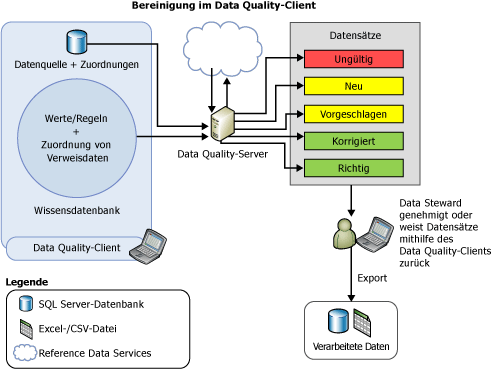 Bereinigung im Data Quality-Client
Datenquelle + Zuordnungen
Werte/Regeln
+
Zuordnung von
Verweisdaten
Wissensdatenbank
Data Quality-Client
Data Quality-Server
Datensätze
Ungültig
Neu
Vorgeschlagen
Korrigiert
Richtig
Data Steward
genehmigt oder
weist Datensätze
mithilfe des
Data Quality-Clients
zurück
Export
Verarbeitete Daten
Legende
SQL Server-Datenbank
Excel-/CSV-Datei
Reference Data Services